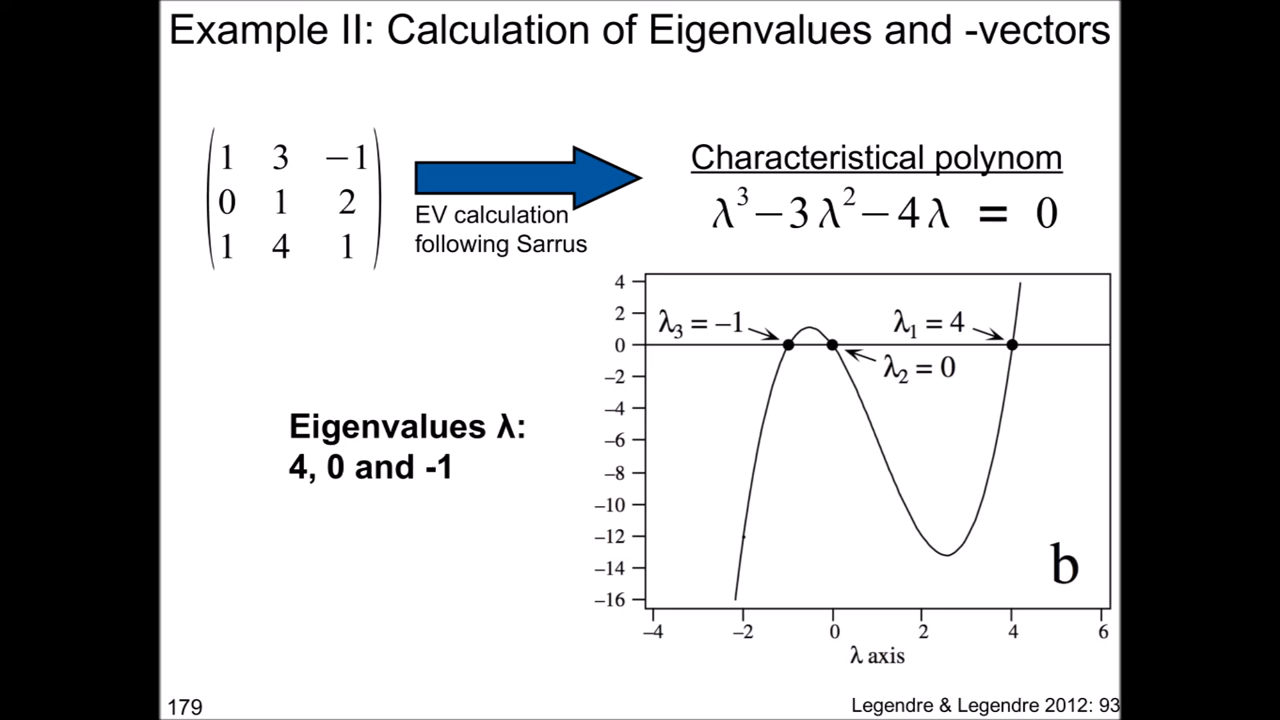 Example II: Calculation of Eigenvalues and -vectors
1 3 −1
0 1 2
1 4 1
EV calculation
following Sarrus
Characteristical polynom
λ³ − 3λ² − 4λ = 0
4
2
0
−2
−4
−6
−8
−10
−12
−14
−16
λ₃ = −1
λ₁ = 4
λ₂ = 0
b
−4 −2 0 2 4 6
λ axis
Eigenvalues λ:
4, 0 and -1
179
Legendre & Legendre 2012: 93